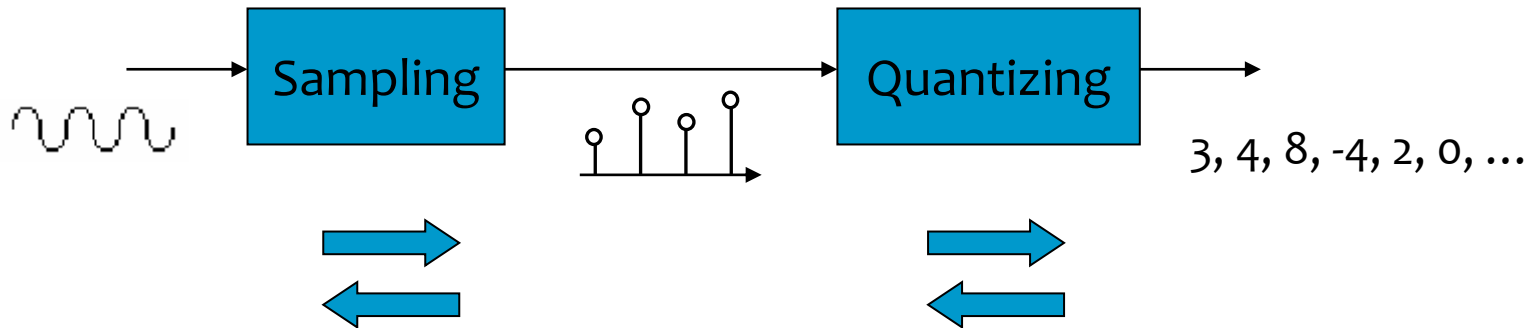 Sampling
Quantizing
3, 4, 8, -4, 2, 0, ...